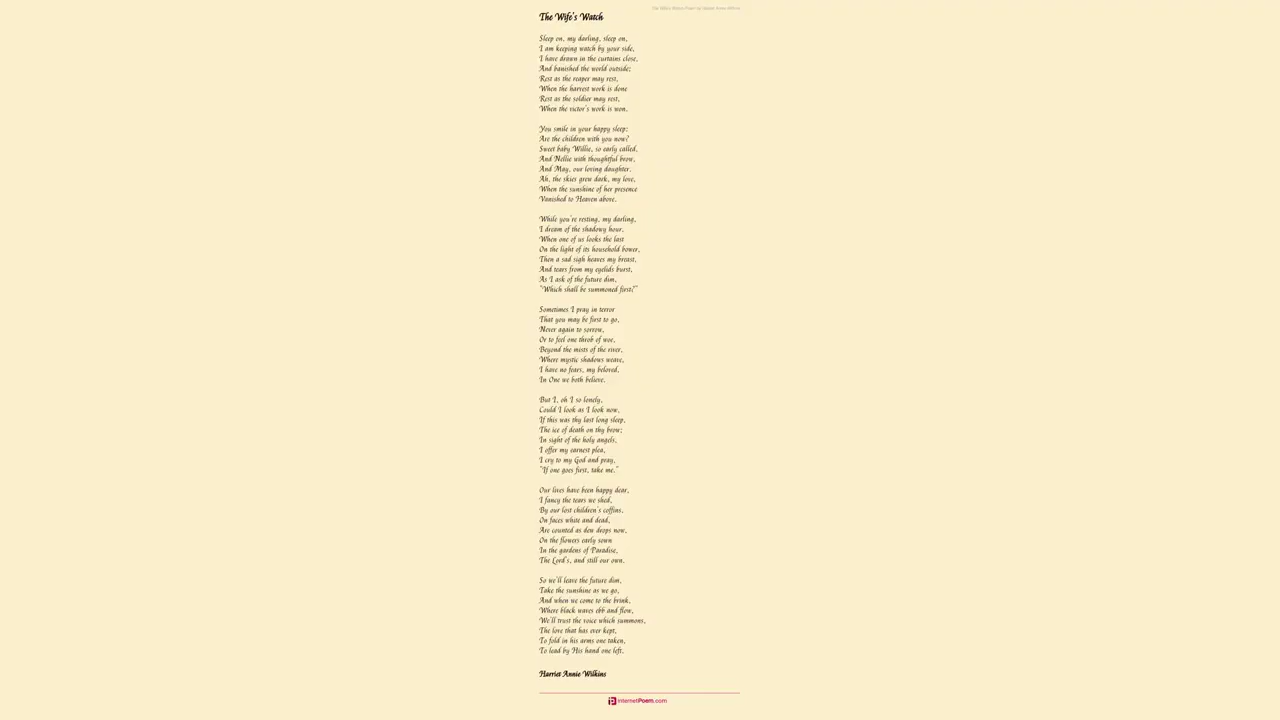 The Wife's Watch Poem by Harriet Annie Wilkins
The Wife's Watch
Sleep on, my darling, sleep on,
I am keeping watch by your side,
I have drawn in the curtains close,
And banished the world outside;
Rest as the reaper may rest,
When the harvest work is done
Rest as the soldier may rest,
When the victor's work is won.
You smile in your happy sleep;
Are the children with you now?
Sweet baby Willie, so early called,
And Nellie with thoughtful brow,
And May, our loving daughter.
Ah, the skies grew dark, my love,
When the sunshine of her presence
Vanished to Heaven above.
While you're resting, my darling,
I dream of the shadowy hour,
When one of us looks the last
On the light of its household bower,
Then a sad sigh heaves my breast,
And tears from my eyelids burst,
As I ask of the future dim,
"Which shall be summoned first?"
Sometimes I pray in terror
That you may be first to go,
Never again to sorrow,
Or to feel one throb of woe,
Beyond the mists of the river,
Where mystic shadows weave,
I have no fears, my beloved,
In One we both believe.
But I, oh I so lonely,
Could I look as I look now,
If this was thy last long sleep,
The ice of death on thy brow;
In sight of the holy angels,
I offer my earnest plea,
I cry to my God and pray,
"If one goes first, take me."
Our lives have been happy dear,
I fancy the tears we shed,
By our lost children's coffins,
On faces white and dead,
Are counted as den drops now,
On the flowers early sown
In the gardens of Paradise,
The Lord's, and still our own.
So we'll leave the future dim,
Take the sunshine as we go,
And when we come to the brink,
Where black waves ebb and flow,
We'll trust the voice which summons,
The love that has ever kept,
To fold in his arms one taken,
To lead by His hand one left.
Harriet Annie Wilkins
InternetPoem.com